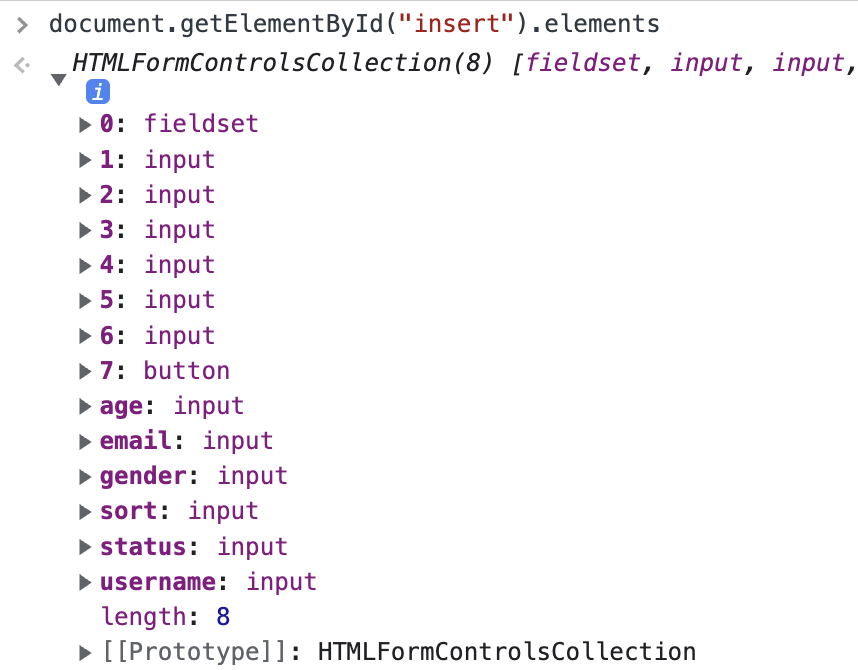 > document.getElementById("insert").elements
HTMLFormControlsCollection(8) [fieldset, input, input,
i
0: fieldset
1: input
2: input
3: input
4: input
5: input
6: input
7: button
age: input
email: input
gender: input
sort: input
status: input
username: input
length: 8
[[Prototype]]: HTMLFormControlsCollection